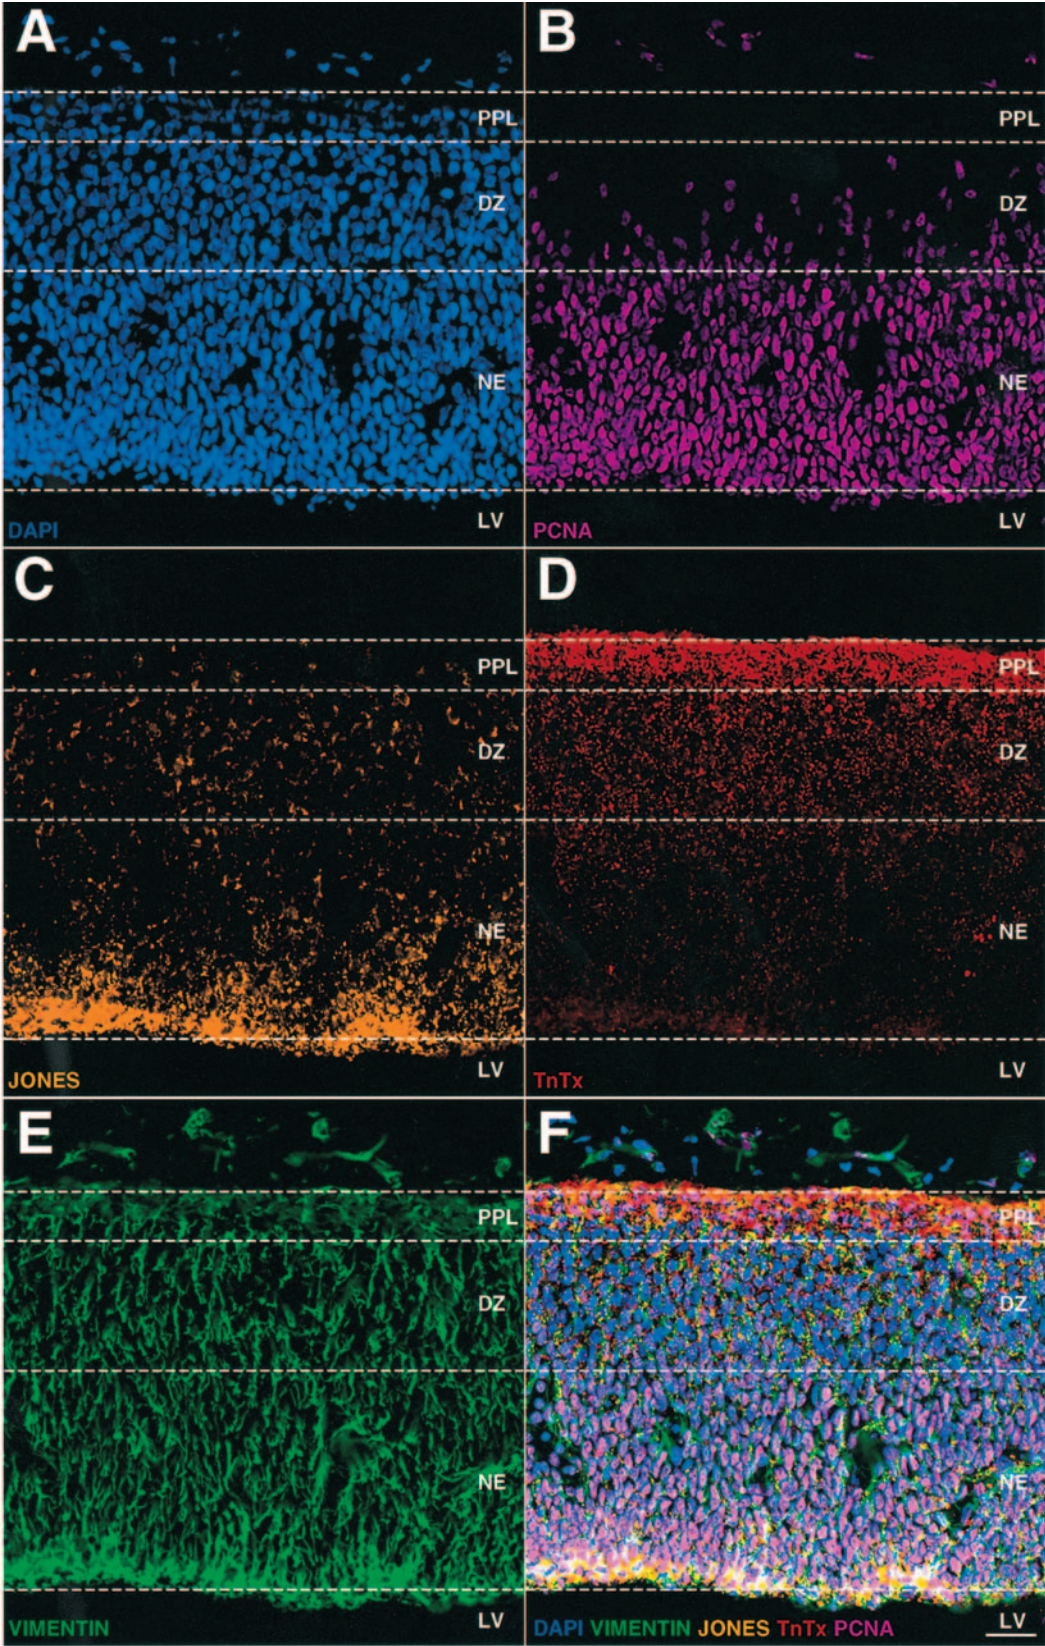 A
PPL
DZ
NE
LV
DAPI
B
PPL
DZ
NE
LV
PCNA
C
PPL
DZ
NE
LV
JONES
D
PPL
DZ
NE
LV
TnTx
E
PPL
DZ
NE
LV
VIMENTIN
F
PPL
DZ
NE
LV
DAPI VIMENTIN JONES TnTx PCNA